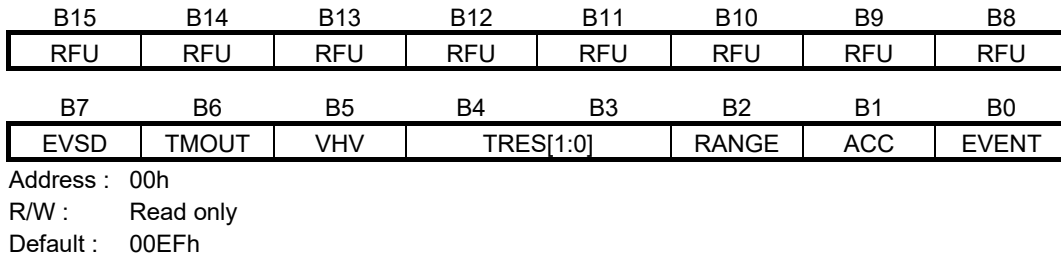 B15 B14 B13 B12 B11 B10 B9 B8
RFU RFU RFU RFU RFU RFU RFU RFU
B7 B6 B5 B4 B3 B2 B1 B0
EVSD TMOUT VHV TRES[1:0] RANGE ACC EVENT
Address : 00h
R/W : Read only
Default : 00EFh